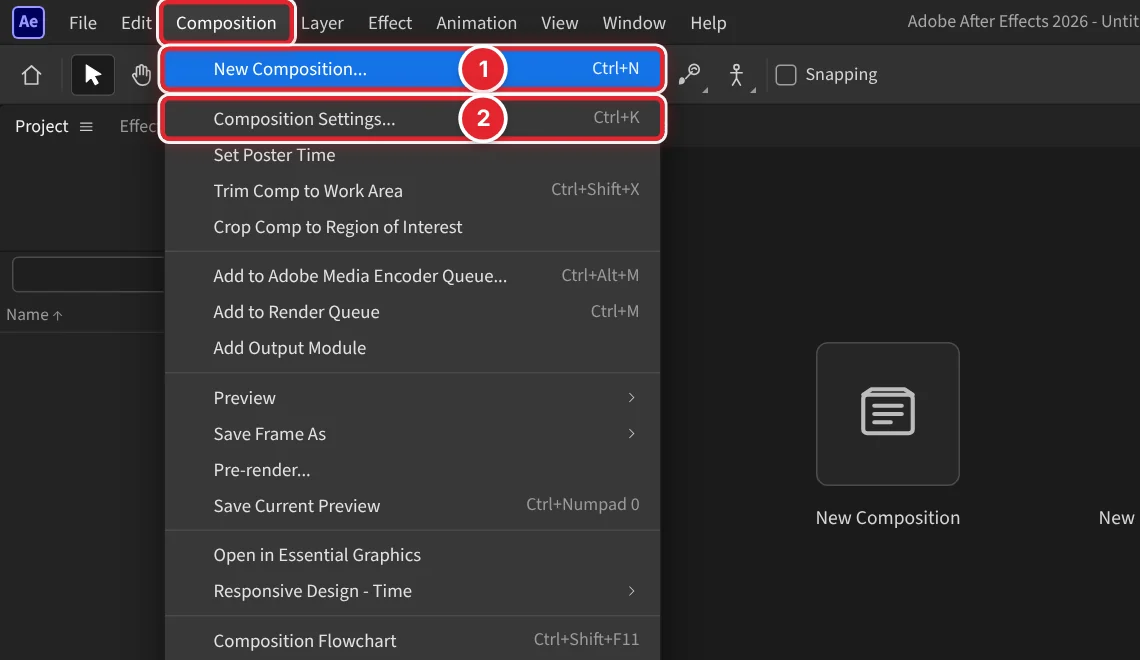 Ae File Edit Composition Layer Effect Animation View Window Help Adobe After Effects 2026 - Untit
New Composition... 1 Ctrl+N
Snapping
Composition Settings... 2 Ctrl+K
Project Effec
Set Poster Time
Trim Comp to Work Area Ctrl+Shift+X
Crop Comp to Region of Interest
Add to Adobe Media Encoder Queue... Ctrl+Alt+M
Add to Render Queue Ctrl+M
Name
Add Output Module
Preview
Save Frame As
Pre-render...
Save Current Preview Ctrl+Numpad 0
New Composition New
Open in Essential Graphics
Responsive Design - Time
Composition Flowchart Ctrl+Shift+F11